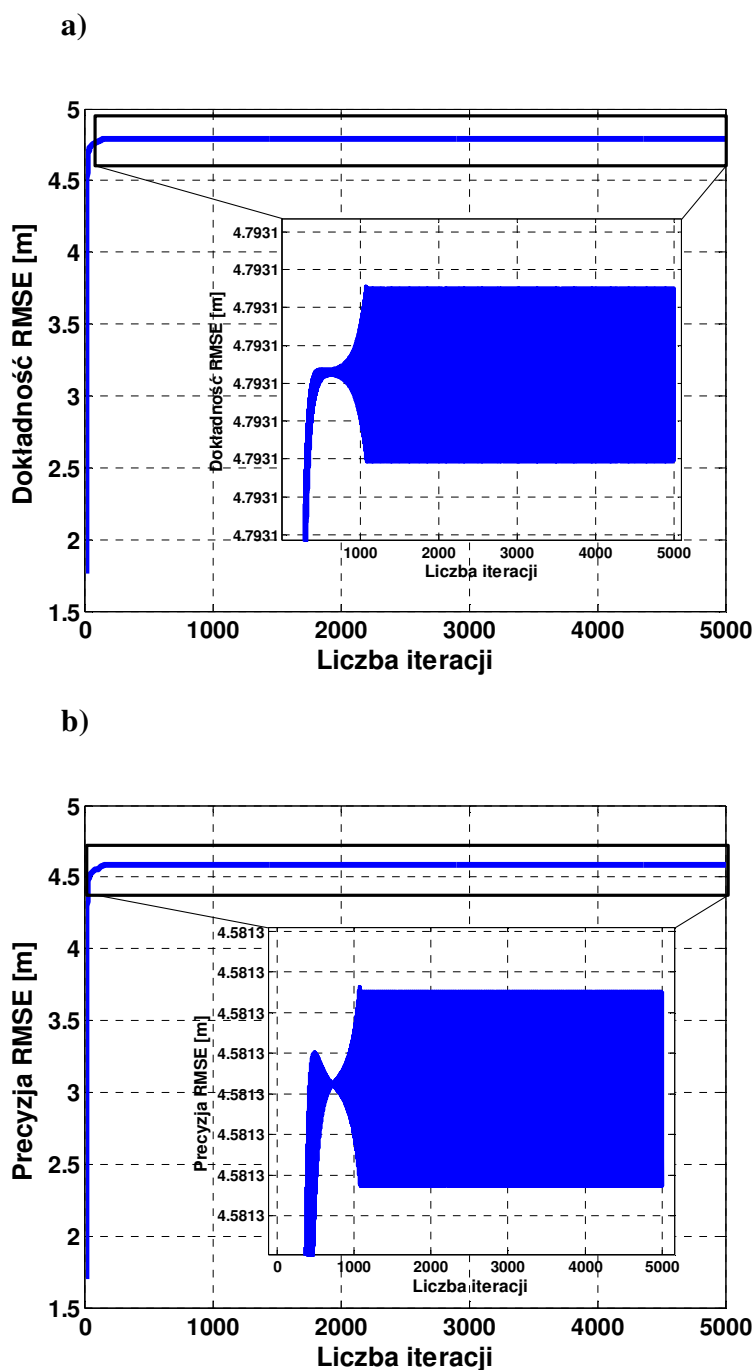 a)
5
4.5
4
3.5
3
2.5
2
1.5
Dokładność RMSE [m]
0 1000 2000 3000 4000 5000
Liczba iteracji
4.7931
4.7931
4.7931
4.7931
4.7931
4.7931
4.7931
4.7931
4.7931
Dokładność RMSE [m]
1000 2000 3000 4000 5000
Liczba iteracji
b)
5
4.5
4
3.5
3
2.5
2
1.5
Precyzja RMSE [m]
0 1000 2000 3000 4000 5000
Liczba iteracji
4.5813
4.5813
4.5813
4.5813
4.5813
4.5813
4.5813
4.5813
Precyzja RMSE [m]
0 1000 2000 3000 4000 5000
Liczba iteracji